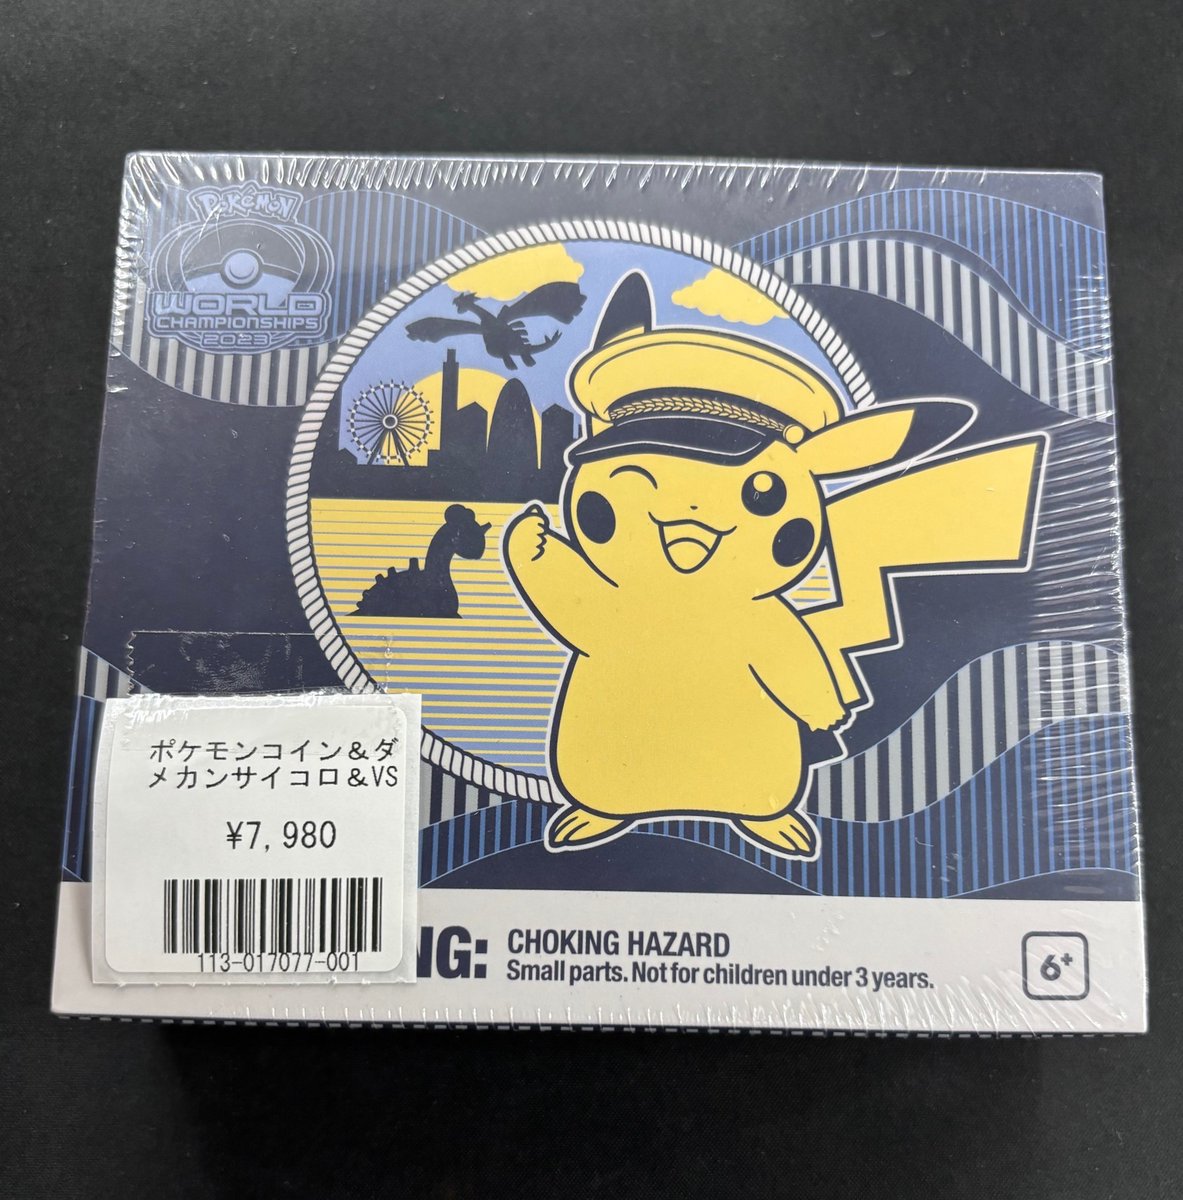 POKéMON
WORLD
CHAMPIONSHIPS
2023
ポケモンコイン&ダ
メカンサイコロ&VS
¥7,980
113-017077-001
NG:
CHOKING HAZARD
Small parts. Not for children under 3 years.
6+